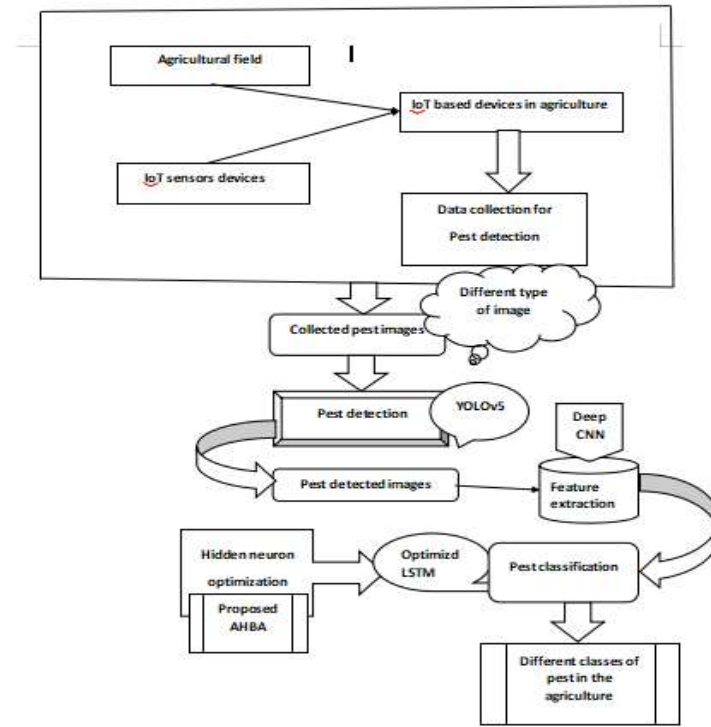 Agricultural field
IoT based devices in agriculture
IoT sensors devices
Data collection for
Pest detection
Different type
of image
Collected pest images
Pest detection
YOLOv5
Deep
CNN
Pest detected images
Feature
extraction
Hidden neuron
optimization
Proposed
AHBA
Optimizd
LSTM
Pest classification
Different classes of
pest in the
agriculture